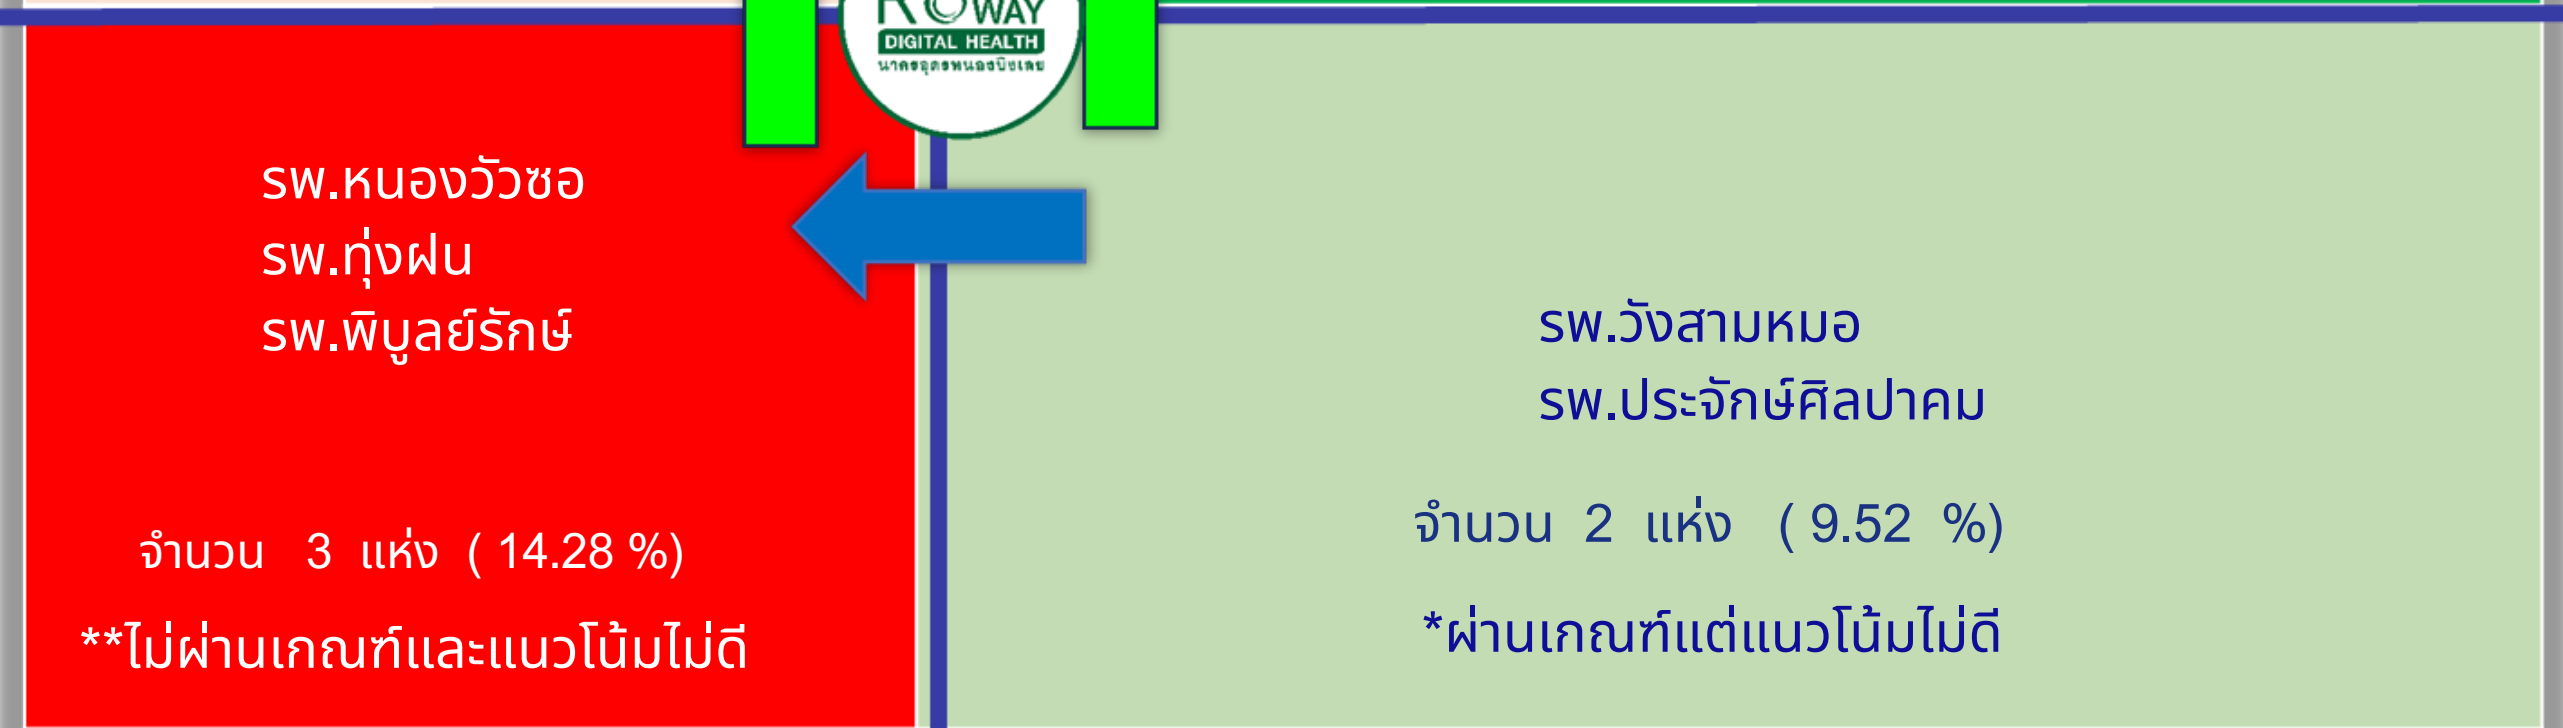 WAY
DIGITAL HEALTH
รพ.หนองวัวซอ
รพ.ทุ่งฝน
รพ.พิบูลย์รักษ์
จำนวน 3 แห่ง ( 14.28 %)
**ไม่ผ่านเกณฑ์และแนวโน้มไม่ดี
รพ.วังสามหมอ
รพ.ประจักษ์ศิลปาคม
จำนวน 2 แห่ง ( 9.52 %)
*ผ่านเกณฑ์แต่แนวโน้มไม่ดี